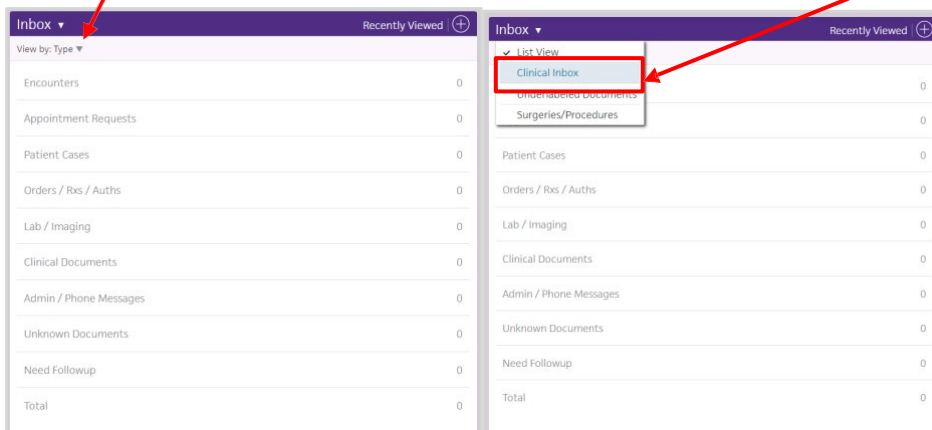 Inbox ▼ Recently Viewed
View by: Type ▼
Encounters 0
Appointment Requests 0
Patient Cases 0
Orders / Rxs / Auths 0
Lab / Imaging 0
Clinical Documents 0
Admin / Phone Messages 0
Unknown Documents 0
Need Followup 0
Total 0
Inbox ▼ Recently Viewed
✓ List View
Clinical Inbox
Underlabeled Documents
Surgeries/Procedures
0
0
Patient Cases 0
Orders / Rxs / Auths 0
Lab / Imaging 0
Clinical Documents 0
Admin / Phone Messages 0
Unknown Documents 0
Need Followup 0
Total 0